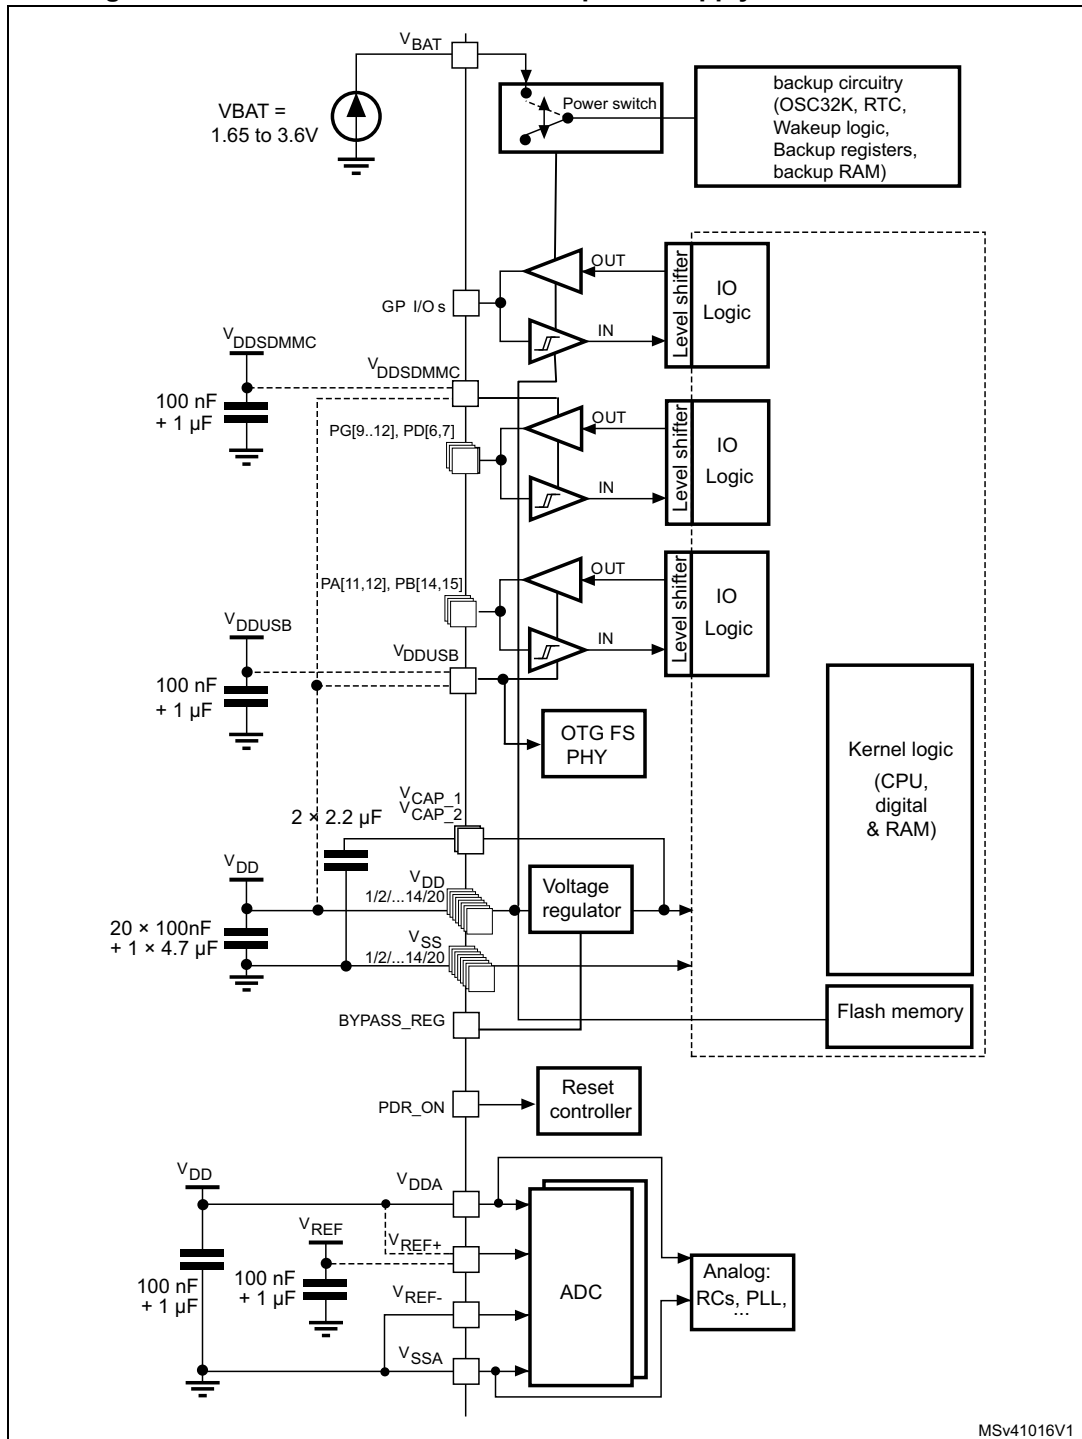 VBAT
VBAT =
1.65 to 3.6V
Power switch
backup circuitry
(OSC32K, RTC,
Wakeup logic,
Backup registers,
backup RAM)
OUT
GP I/Os
IN
Level shifter
IO
Logic
VDDSDMMC
VDDSDMMC
100 nF
+ 1 µF
PG[9..12], PD[6,7]
OUT
IN
Level shifter
IO
Logic
PA[11,12], PB[14,15]
OUT
IN
Level shifter
IO
Logic
VDDUSB
VDDUSB
100 nF
+ 1 µF
OTG FS
PHY
Kernel logic
(CPU,
digital
& RAM)
VCAP_1
VCAP_2
2 × 2.2 µF
VDD
VDD
1/2/...14/20
Voltage
regulator
20 × 100nF
+ 1 × 4.7 µF
VSS
1/2/...14/20
Flash memory
BYPASS_REG
PDR_ON
Reset
controller
VDD
VDDA
VREF
VREF+
100 nF
+ 1 µF
100 nF
+ 1 µF
VREF-
ADC
Analog:
RCs, PLL,
...
VSSA
MSv41016V1